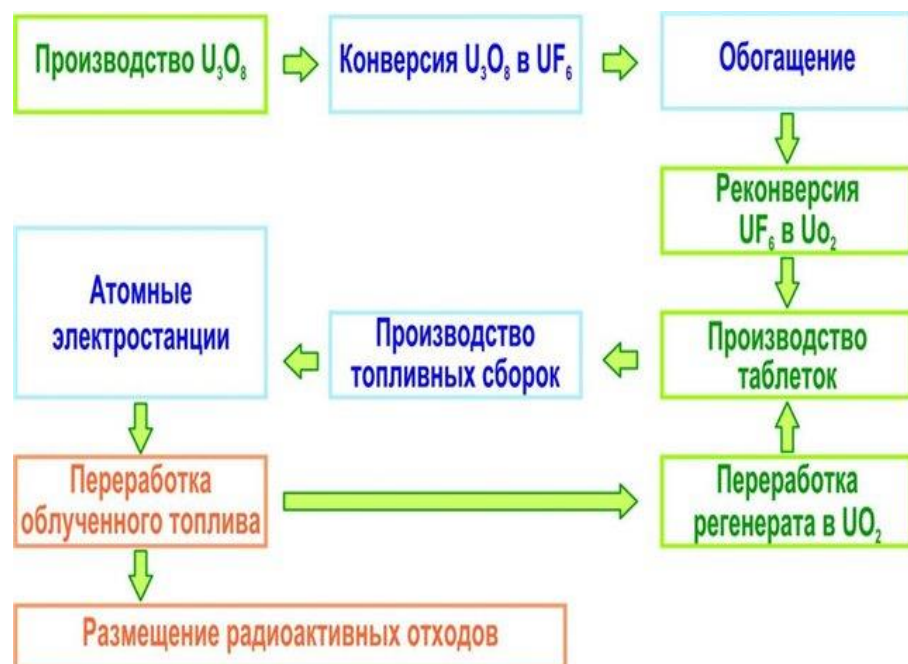 Производство U₃O₈
Конверсия U₃O₈ в UF₆
Обогащение
Реконверсия
UF₆ в Uo₂
Атомные
электростанции
Производство
топливных сборок
Производство
таблеток
Переработка
облученного топлива
Переработка
регенерата в UO₂
Размещение радиоактивных отходов